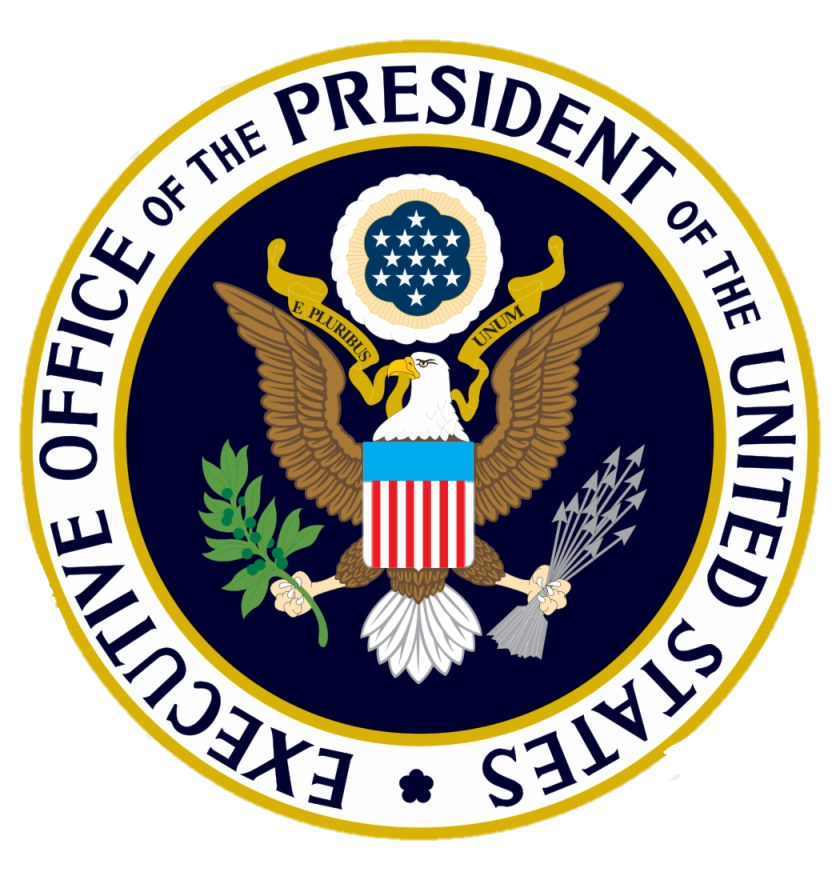 EXECUTIVE OFFICE OF THE PRESIDENT OF THE UNITED STATES
E PLURIBUS UNUM